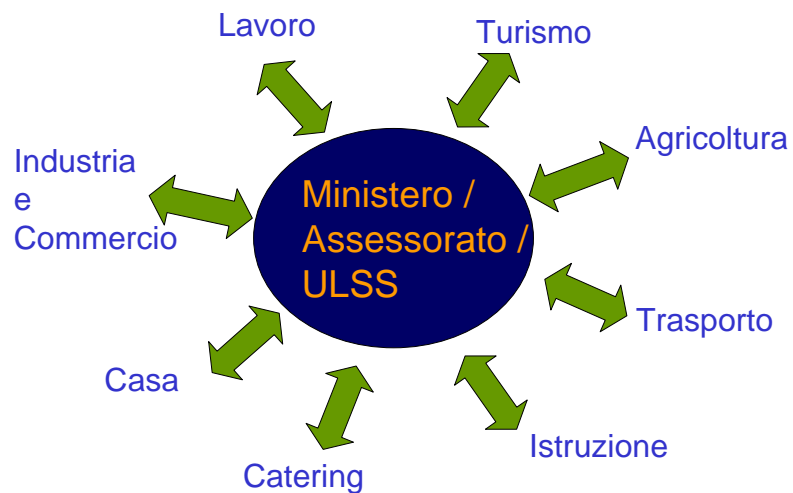 Lavoro
Turismo
Agricoltura
Industria
e
Commercio
Ministero /
Assessorato /
ULSS
Trasporto
Casa
Istruzione
Catering